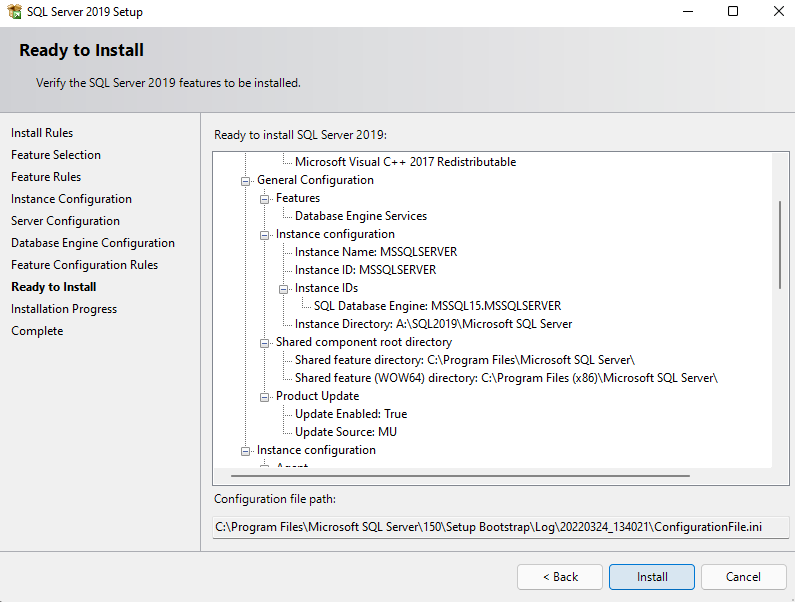 SQL Server 2019 Setup
Ready to Install
Verify the SQL Server 2019 features to be installed.
Install Rules
Feature Selection
Feature Rules
Instance Configuration
Server Configuration
Database Engine Configuration
Feature Configuration Rules
Ready to Install
Installation Progress
Complete
Ready to install SQL Server 2019:
Microsoft Visual C++ 2017 Redistributable
General Configuration
Features
Database Engine Services
Instance configuration
Instance Name: MSSQLSERVER
Instance ID: MSSQLSERVER
Instance IDs
SQL Database Engine: MSSQL15.MSSQLSERVER
Instance Directory: A:\SQL2019\Microsoft SQL Server
Shared component root directory
Shared feature directory: C:\Program Files\Microsoft SQL Server\
Shared feature (WOW64) directory: C:\Program Files (x86)\Microsoft SQL Server\
Product Update
Update Enabled: True
Update Source: MU
Instance configuration
Agent
Configuration file path:
C:\Program Files\Microsoft SQL Server\150\Setup Bootstrap\Log\20220324_134021\ConfigurationFile.ini
< Back
Install
Cancel